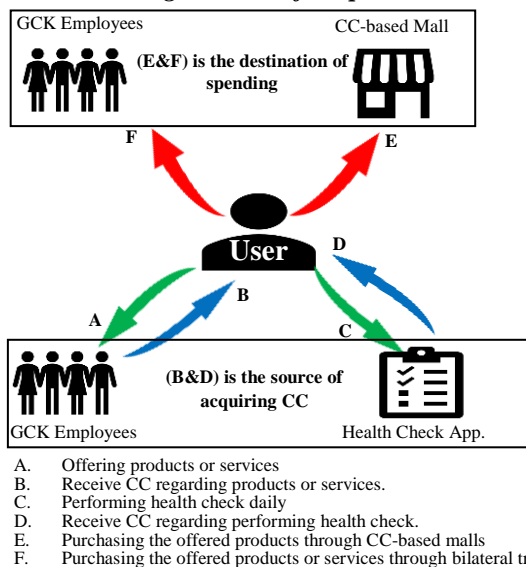 GCK Employees
CC-based Mall
(E&F) is the destination of
spending
F
E
User
D
B
A
C
(B&D) is the source of
acquiring CC
GCK Employees
Health Check App.
A. Offering products or services
B. Receive CC regarding products or services.
C. Performing health check daily
D. Receive CC regarding performing health check.
E. Purchasing the offered products through CC-based malls
F. Purchasing the offered products or services through bilateral